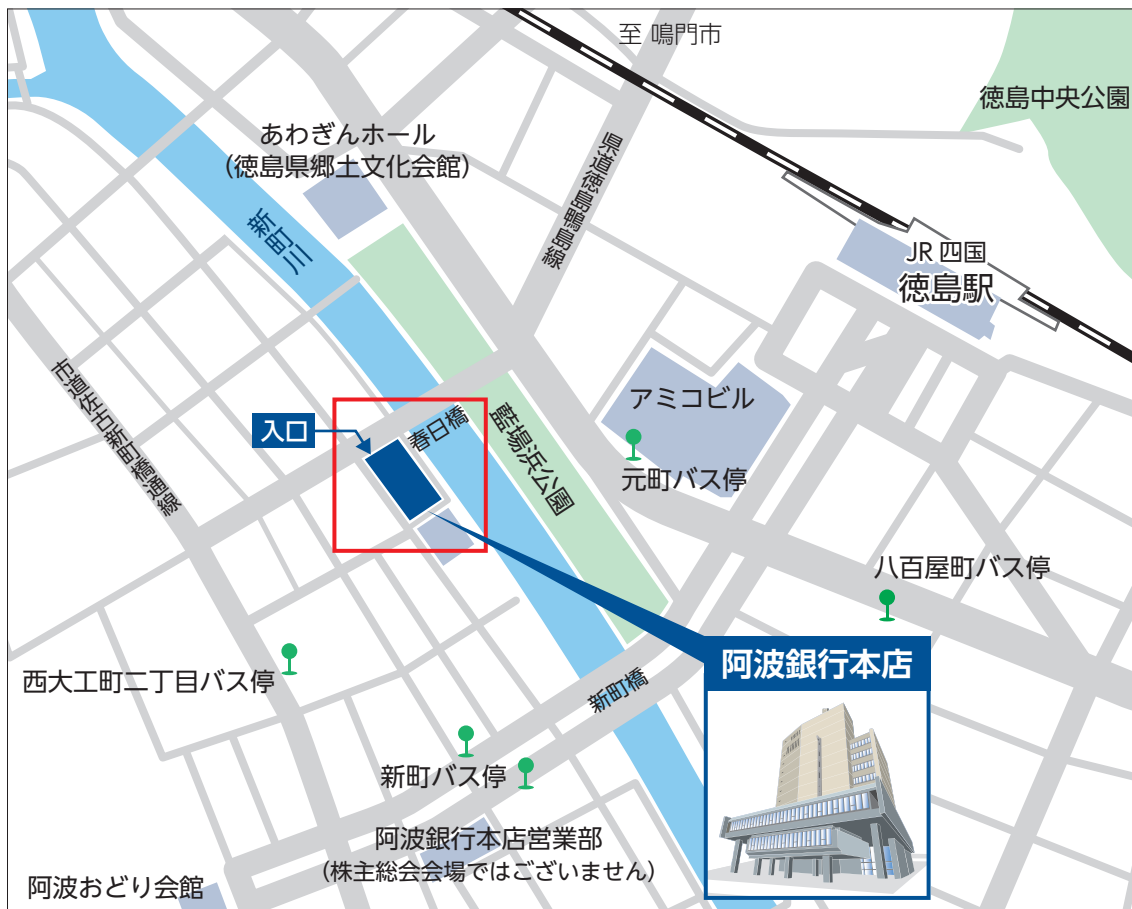 至 鳴門市
徳島中央公園
あわぎんホール
(徳島県郷土文化会館)
県道徳島鴨島線
新町川
JR 四国
徳島駅
市道佐古新町橋通線
アミコビル
入口
春日橋
藍場浜公園
元町バス停
八百屋町バス停
阿波銀行本店
西大工町二丁目バス停
新町橋
新町バス停
阿波銀行本店営業部
(株主総会会場ではございません)
阿波おどり会館